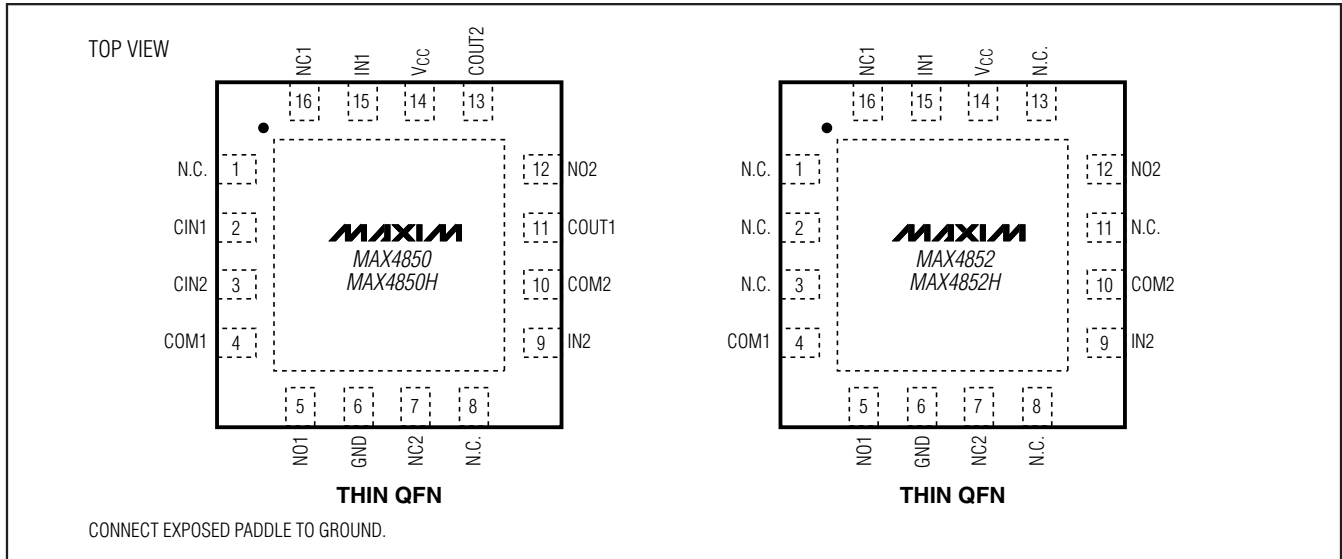 TOP VIEW
NC1
IN1
VCC
COUT2
16
15
14
13
N.C.
1
CIN1
2
CIN2
3
COM1
4
12
NO2
11
COUT1
10
COM2
9
IN2
MAXIM
MAX4850
MAX4850H
5
6
7
8
NO1
GND
NC2
N.C.
THIN QFN
NC1
IN1
VCC
N.C.
16
15
14
13
N.C.
1
N.C.
2
N.C.
3
COM1
4
12
NO2
11
N.C.
10
COM2
9
IN2
MAXIM
MAX4852
MAX4852H
5
6
7
8
NO1
GND
NC2
N.C.
THIN QFN
CONNECT EXPOSED PADDLE TO GROUND.